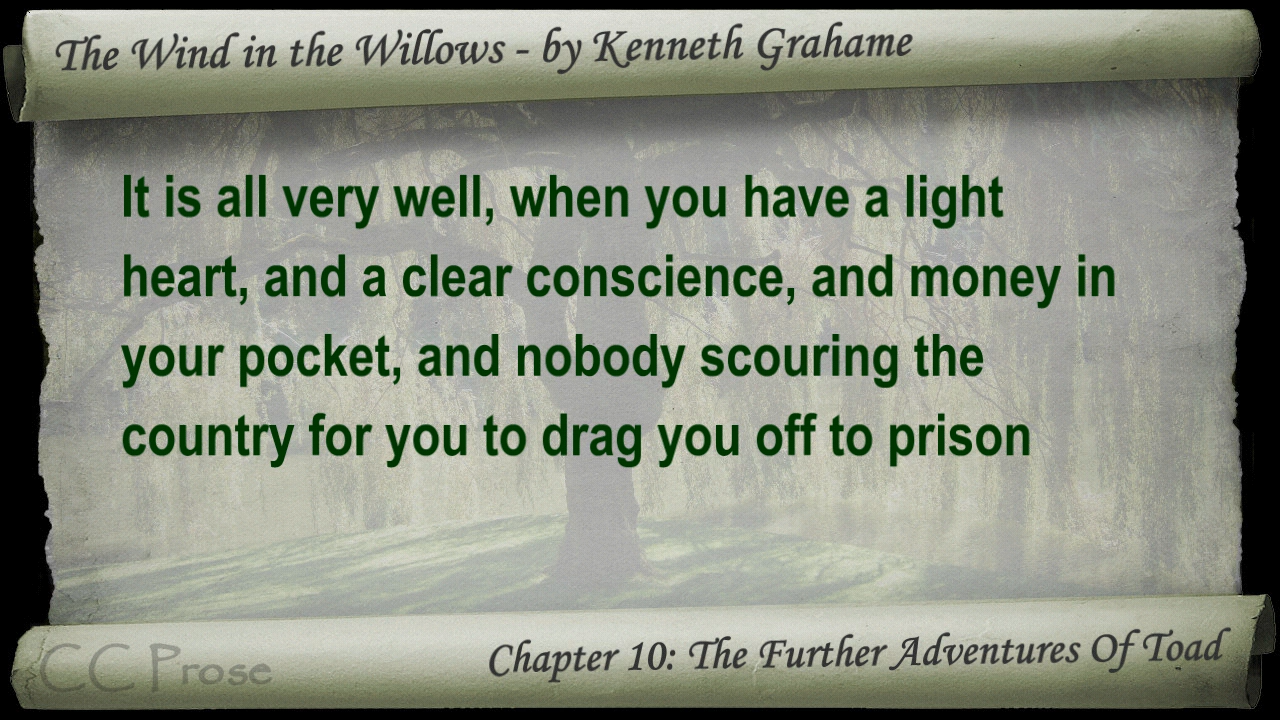 The Wind in the Willows - by Kenneth Grahame
It is all very well, when you have a light
heart, and a clear conscience, and money in
your pocket, and nobody scouring the
country for you to drag you off to prison
CC Prose
Chapter 10: The Further Adventures Of Toad